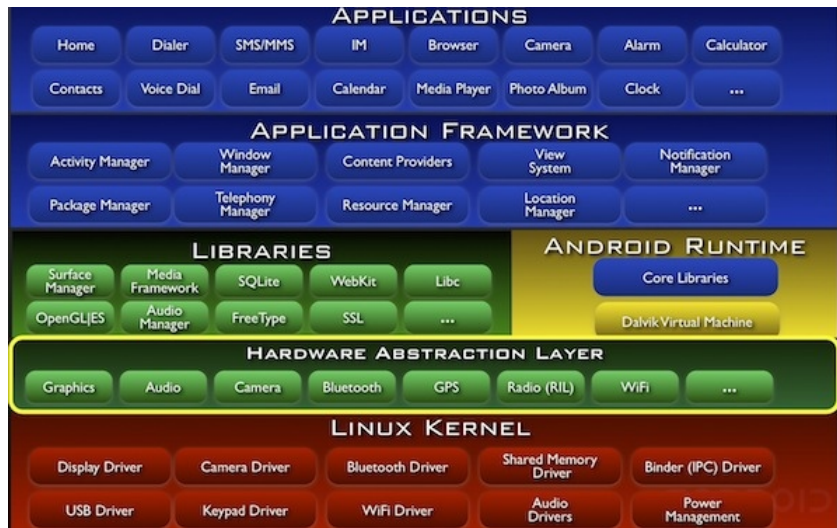 APPLICATIONS
Home Dialer SMS/MMS IM Browser Camera Alarm Calculator
Contacts Voice Dial Email Calendar Media Player Photo Album Clock ...
APPLICATION FRAMEWORK
Activity Manager Window Manager Content Providers View System Notification Manager
Package Manager Telephony Manager Resource Manager Location Manager ...
LIBRARIES
Surface Manager Media Framework SQLite WebKit Libc
OpenGL|ES Audio Manager FreeType SSL ...
ANDROID RUNTIME
Core Libraries
Dalvik Virtual Machine
HARDWARE ABSTRACTION LAYER
Graphics Audio Camera Bluetooth GPS Radio (RIL) WiFi ...
LINUX KERNEL
Display Driver Camera Driver Bluetooth Driver Shared Memory Driver Binder (IPC) Driver
USB Driver Keypad Driver WiFi Driver Audio Drivers Power Management
2013